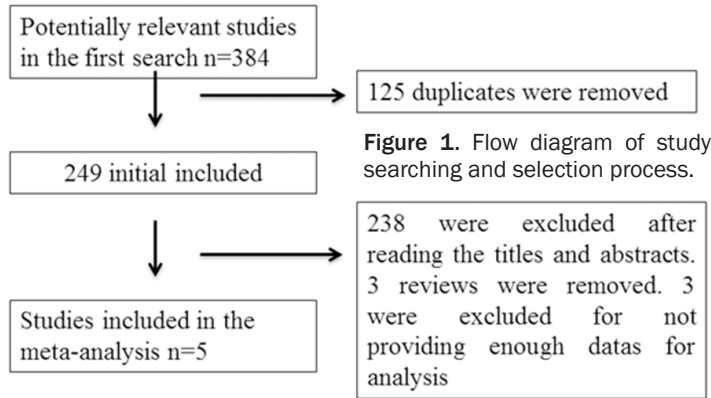 Potentially relevant studies
in the first search n=384
125 duplicates were removed
Figure 1. Flow diagram of study
searching and selection process.
249 initial included
238 were excluded after
reading the titles and abstracts.
3 reviews were removed. 3
were excluded for not
providing enough datas for
analysis
Studies included in the
meta-analysis n=5